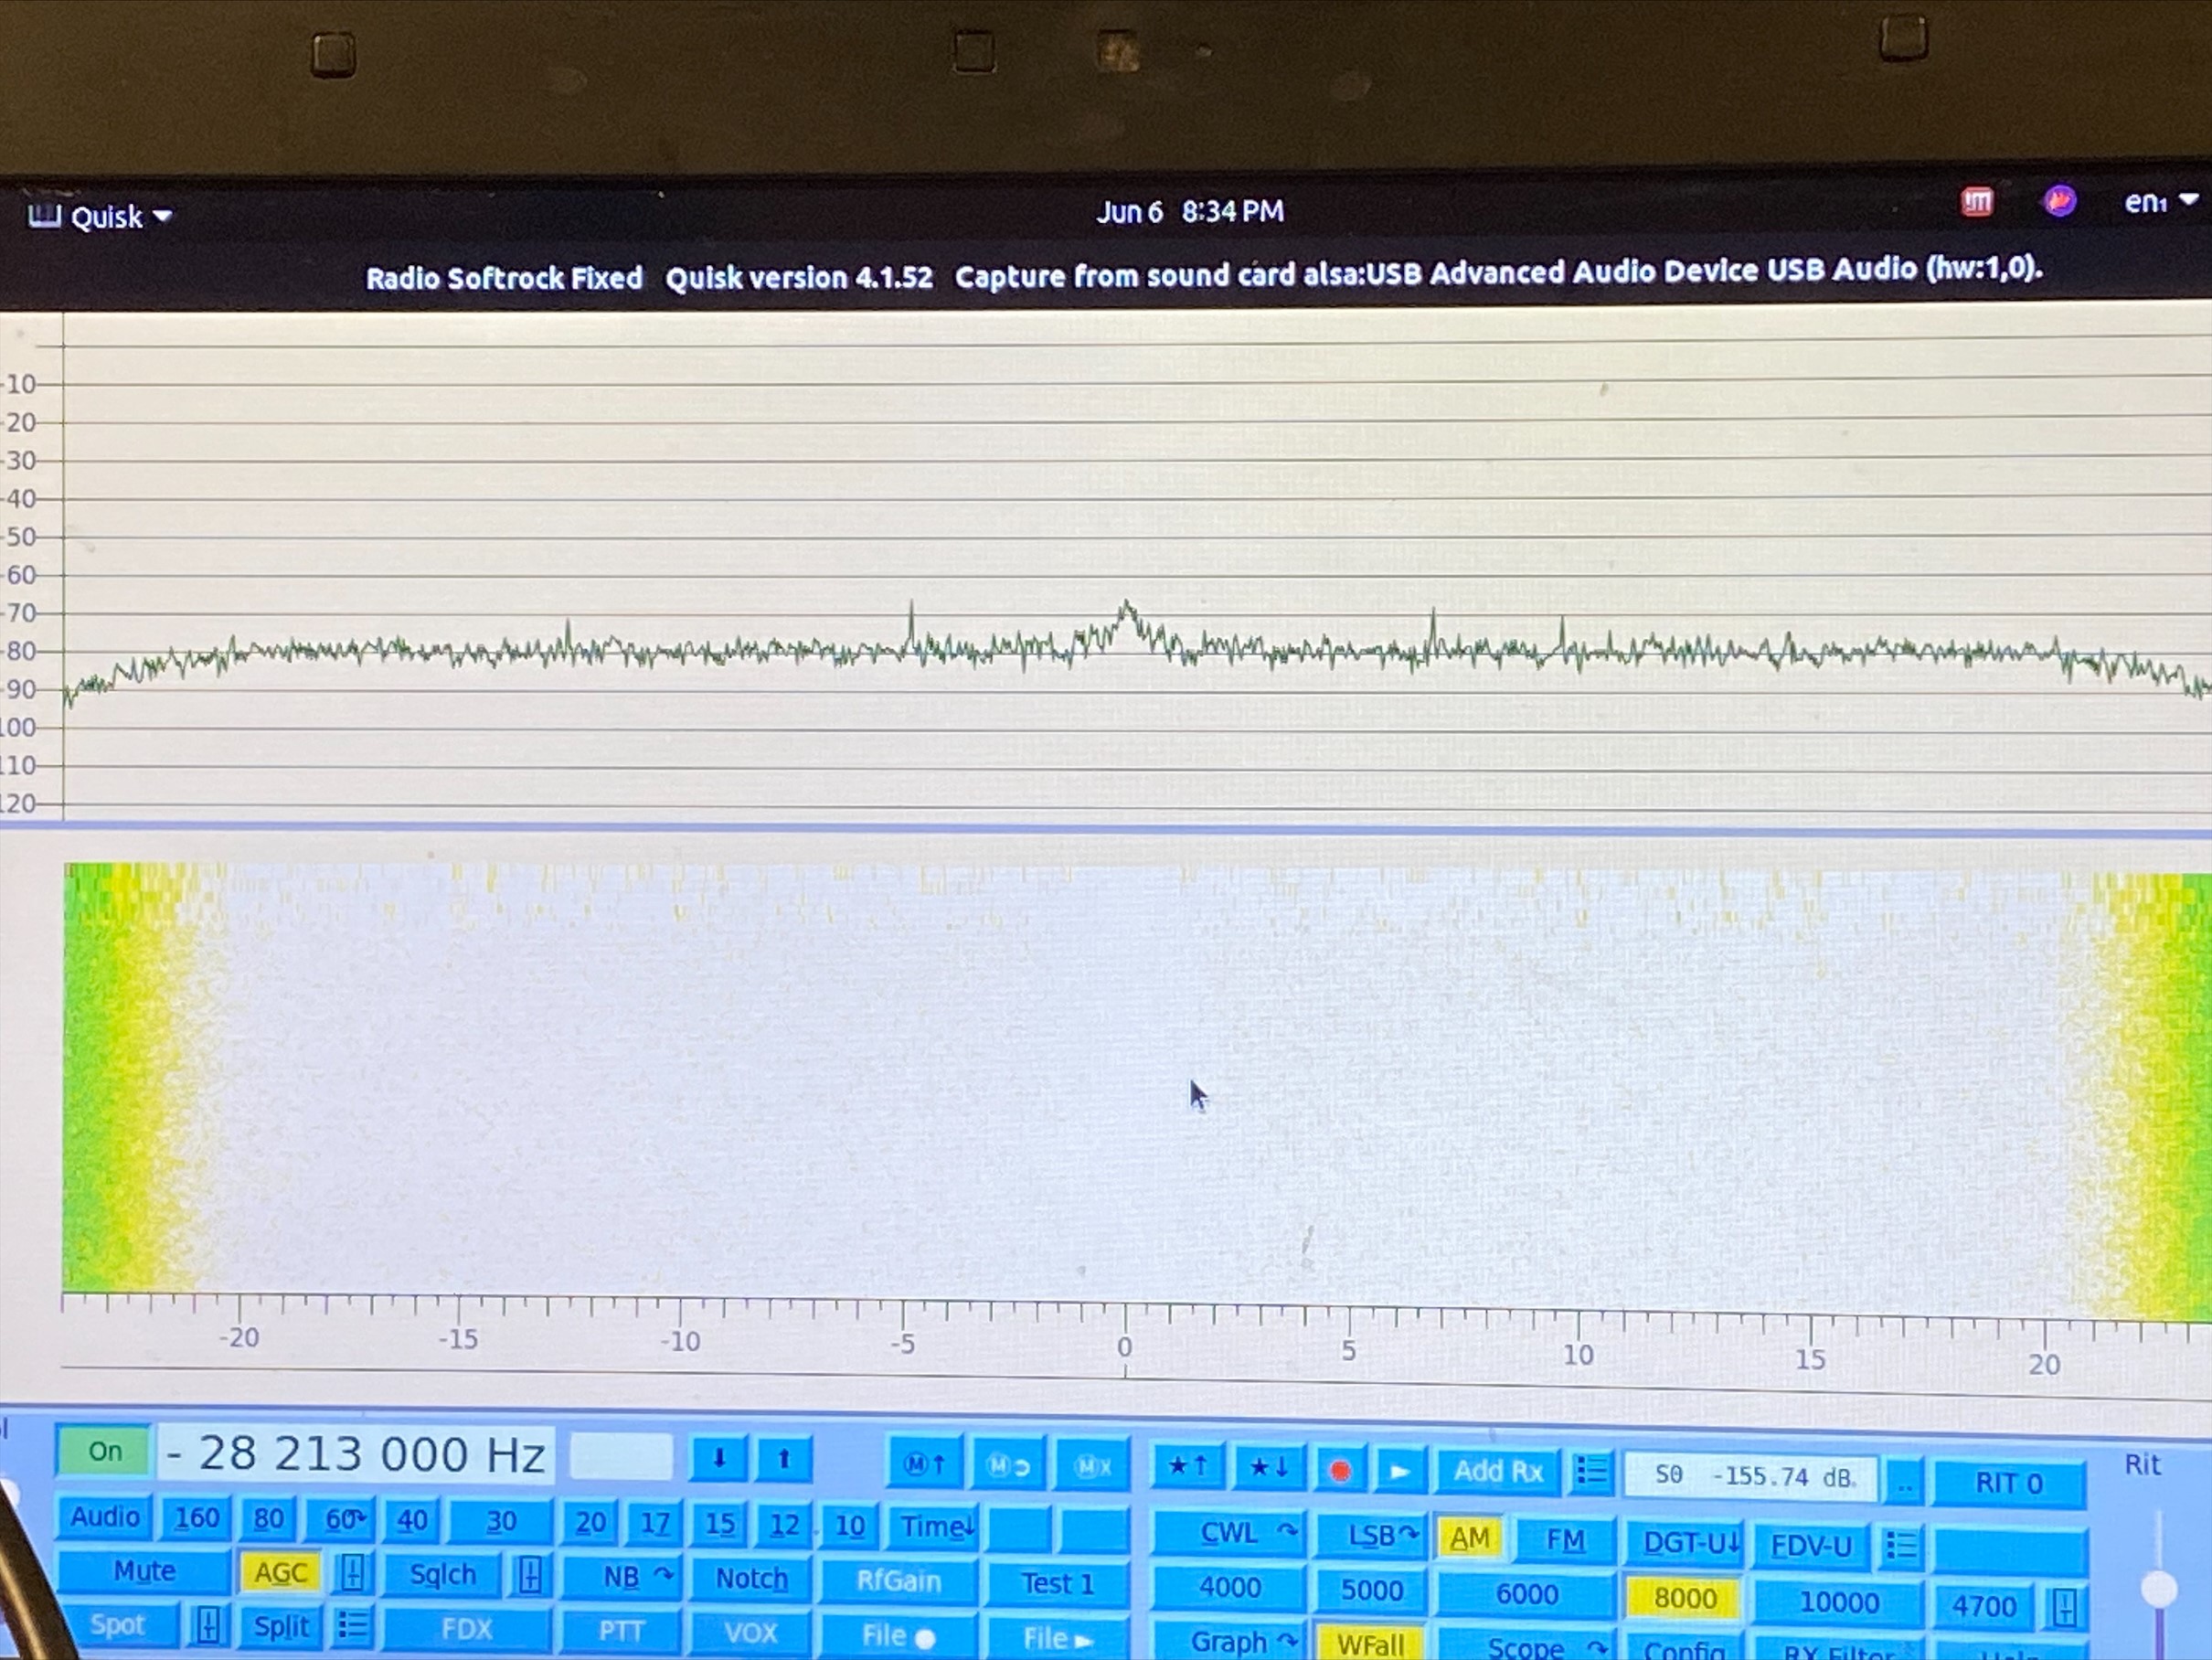 Quisk
Jun 6 8:34 PM
en1
Radio Softrock Fixed Quisk version 4.1.52 Capture from sound card alsa:USB Advanced Audio Device USB Audio (hw:1,0).
-10
-20
-30
-40
-50
-60
-70
-80
-90
100
110
120
-20 -15 -10 -5 0 5 10 15 20
On - 28 213 000 Hz ↓ ↑ M↑ M MX ★↑ ★↓ Add Rx S0 -155.74 dB .. RIT 0 Rit
Audio 160 80 60 40 30 20 17 15 12 10 Time CWL LSB AM FM DGT-U FDV-U
Mute AGC Sqlch NB Notch RfGain Test 1 4000 5000 6000 8000 10000 4700
Spot Split FDX PTT VOX File ● File ► Graph WFall Scope Config RX Filter Help